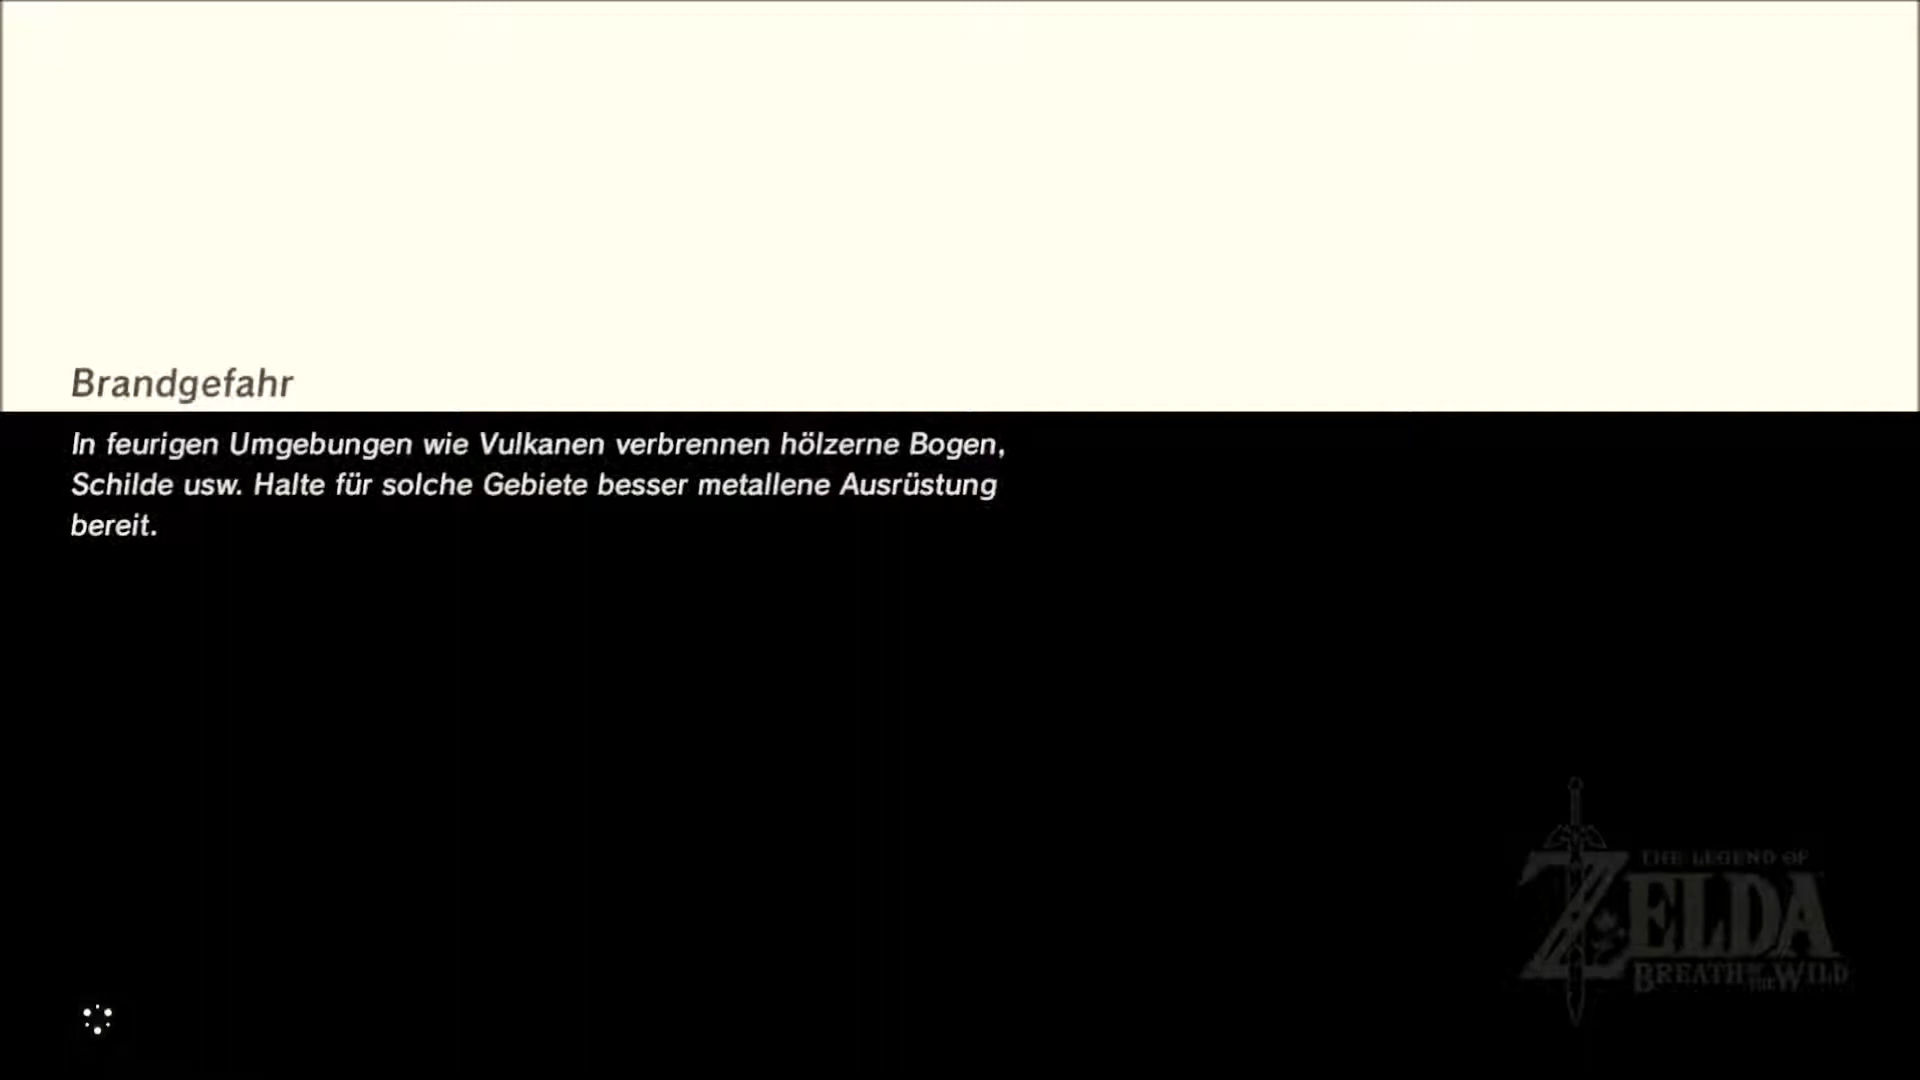 Brandgefahr
In feurigen Umgebungen wie Vulkanen verbrennen hölzerne Bogen,
Schilde usw. Halte für solche Gebiete besser metallene Ausrüstung
bereit.
THE LEGEND OF
ZELDA
BREATH OF THE WILD